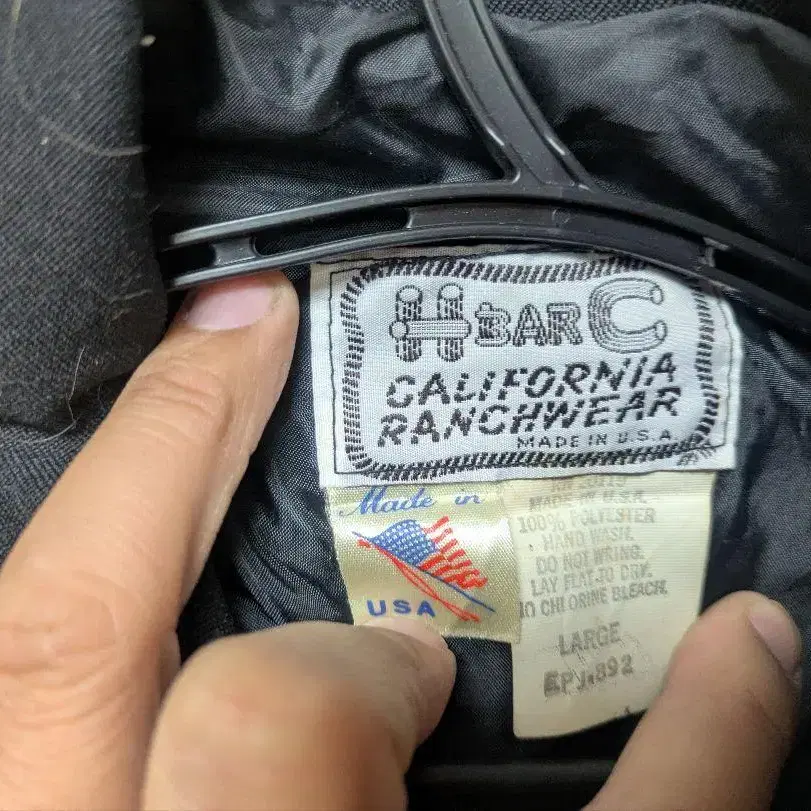 H BAR C
CALIFORNIA
RANCHWEAR
MADE IN U.S.A.
Made in
USA
MADE IN U.S.A.
100% POLYESTER
HAND WASH.
DO NOT WRING.
LAY FLAT TO DRY.
CHLORINE BLEACH.
LARGE